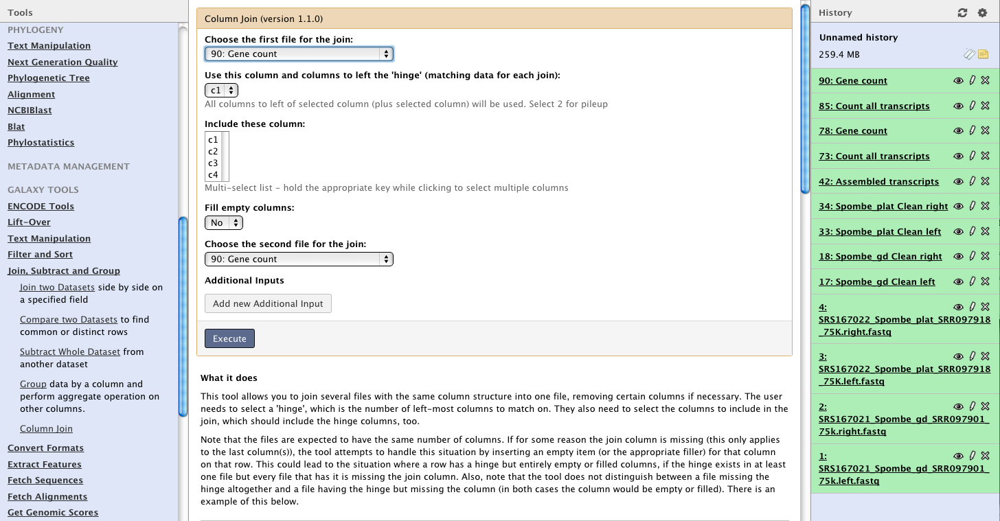 Tools
PHYLOGENY
Text Manipulation
Next Generation Quality
Phylogenetic Tree
Alignment
NCBIBlast
Blat
Phylostatistics
METADATA MANAGEMENT
GALAXY TOOLS
ENCODE Tools
Lift-Over
Text Manipulation
Filter and Sort
Join, Subtract and Group
Join two Datasets side by side on
a specified field
Compare two Datasets to find
common or distinct rows
Subtract Whole Dataset from
another dataset
Group data by a column and
perform aggregate operation on
other columns.
Column Join
Convert Formats
Extract Features
Fetch Sequences
Fetch Alignments
Get Genomic Scores
Column Join (version 1.1.0)
Choose the first file for the join:
90: Gene count
Use this column and columns to left the 'hinge' (matching data for each join):
c1
All columns to left of selected column (plus selected column) will be used. Select 2 for pileup
Include these column:
c1
c2
c3
c4
Multi-select list - hold the appropriate key while clicking to select multiple columns
Fill empty columns:
No
Choose the second file for the join:
90: Gene count
Additional Inputs
Add new Additional Input
Execute
What it does
This tool allows you to join several files with the same column structure into one file, removing certain columns if necessary. The user
needs to select a 'hinge', which is the number of left-most columns to match on. They also need to select the columns to include in the
join, which should include the hinge columns, too.
Note that the files are expected to have the same number of columns. If for some reason the join column is missing (this only applies
to the last column(s)), the tool attempts to handle this situation by inserting an empty item (or the appropriate filler) for that column
on that row. This could lead to the situation where a row has a hinge but entirely empty or filled columns, if the hinge exists in at least
one file but every file that has it is missing the join column. Also, note that the tool does not distinguish between a file missing the
hinge altogether and a file having the hinge but missing the column (in both cases the column would be empty or filled). There is an
example of this below.
History
Unnamed history
259.4 MB
90: Gene count
85: Count all transcripts
78: Gene count
73: Count all transcripts
42: Assembled transcripts
34: Spombe_plat Clean right
33: Spombe_plat Clean left
18: Spombe_gd Clean right
17: Spombe_gd Clean left
4:
SRS167022_Spombe_plat_SRR097918
_75K.right.fastq
3:
SRS167022_Spombe_plat_SRR097918
_75K.left.fastq
2:
SRS167021_Spombe_gd_SRR097901_
75k.right.fastq
1:
SRS167021_Spombe_gd_SRR097901_
75k.left.fastq